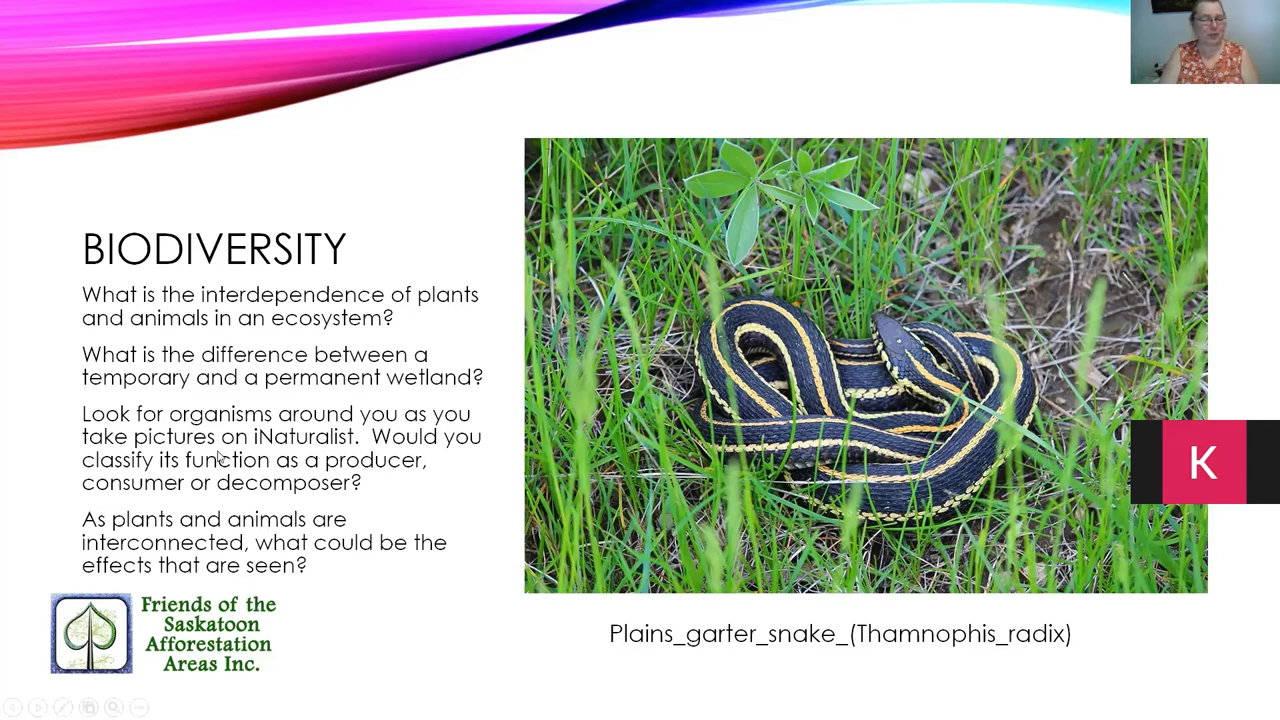 BIODIVERSITY
What is the interdependence of plants
and animals in an ecosystem?
What is the difference between a
temporary and a permanent wetland?
Look for organisms around you as you
take pictures on iNaturalist. Would you
classify its function as a producer,
consumer or decomposer?
As plants and animals are
interconnected, what could be the
effects that are seen?
Friends of the
Saskatoon
Afforestation
Areas Inc.
Plains_garter_snake_(Thamnophis_radix)
K